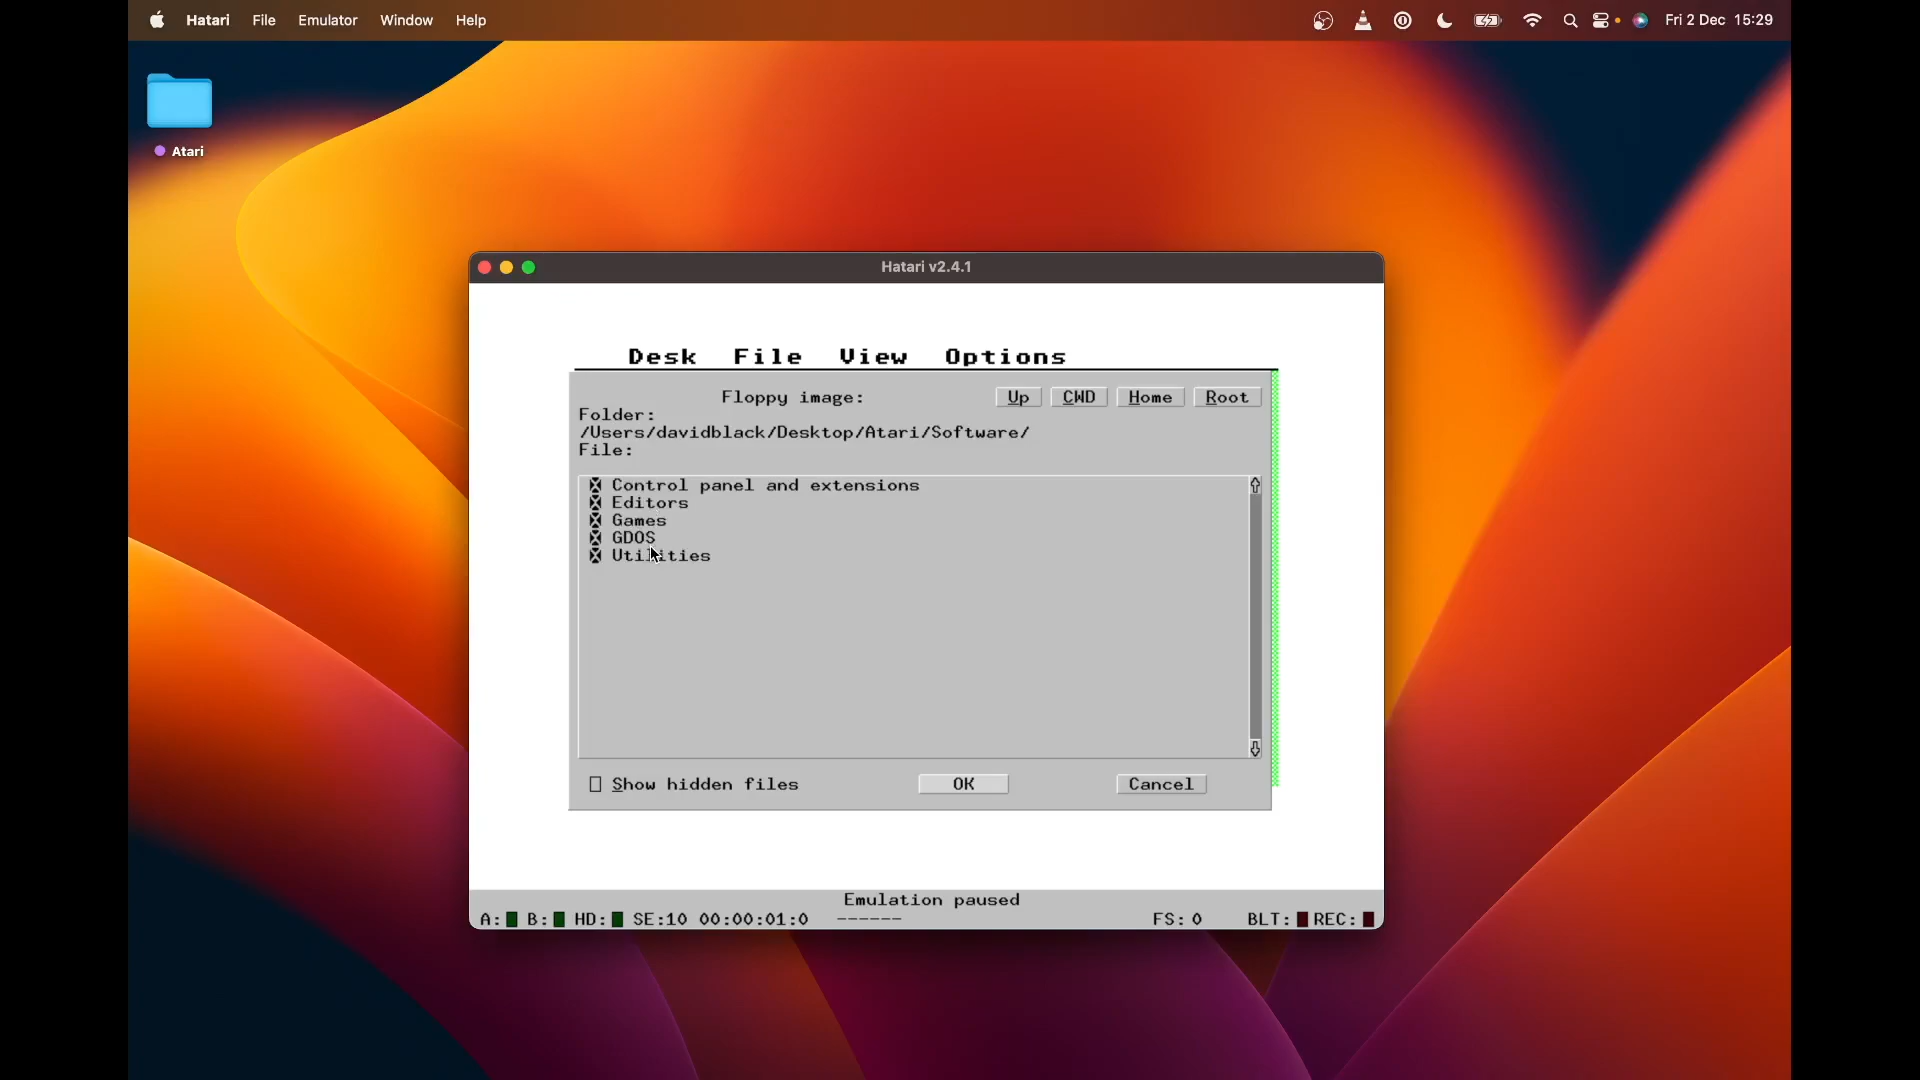 Hatari File Emulator Window Help Fri 2 Dec 15:29
Atari
Hatari v2.4.1
Desk File View Options
Floppy image: Up CWD Home Root
Folder:
/Users/davidblack/Desktop/Atari/Software/
File:
Control panel and extensions
Editors
Games
GDOS
Utilities
Show hidden files OK Cancel
Emulation paused
A: B: HD: SE:10 00:00:01:0 ------ FS: 0 BLT: REC: